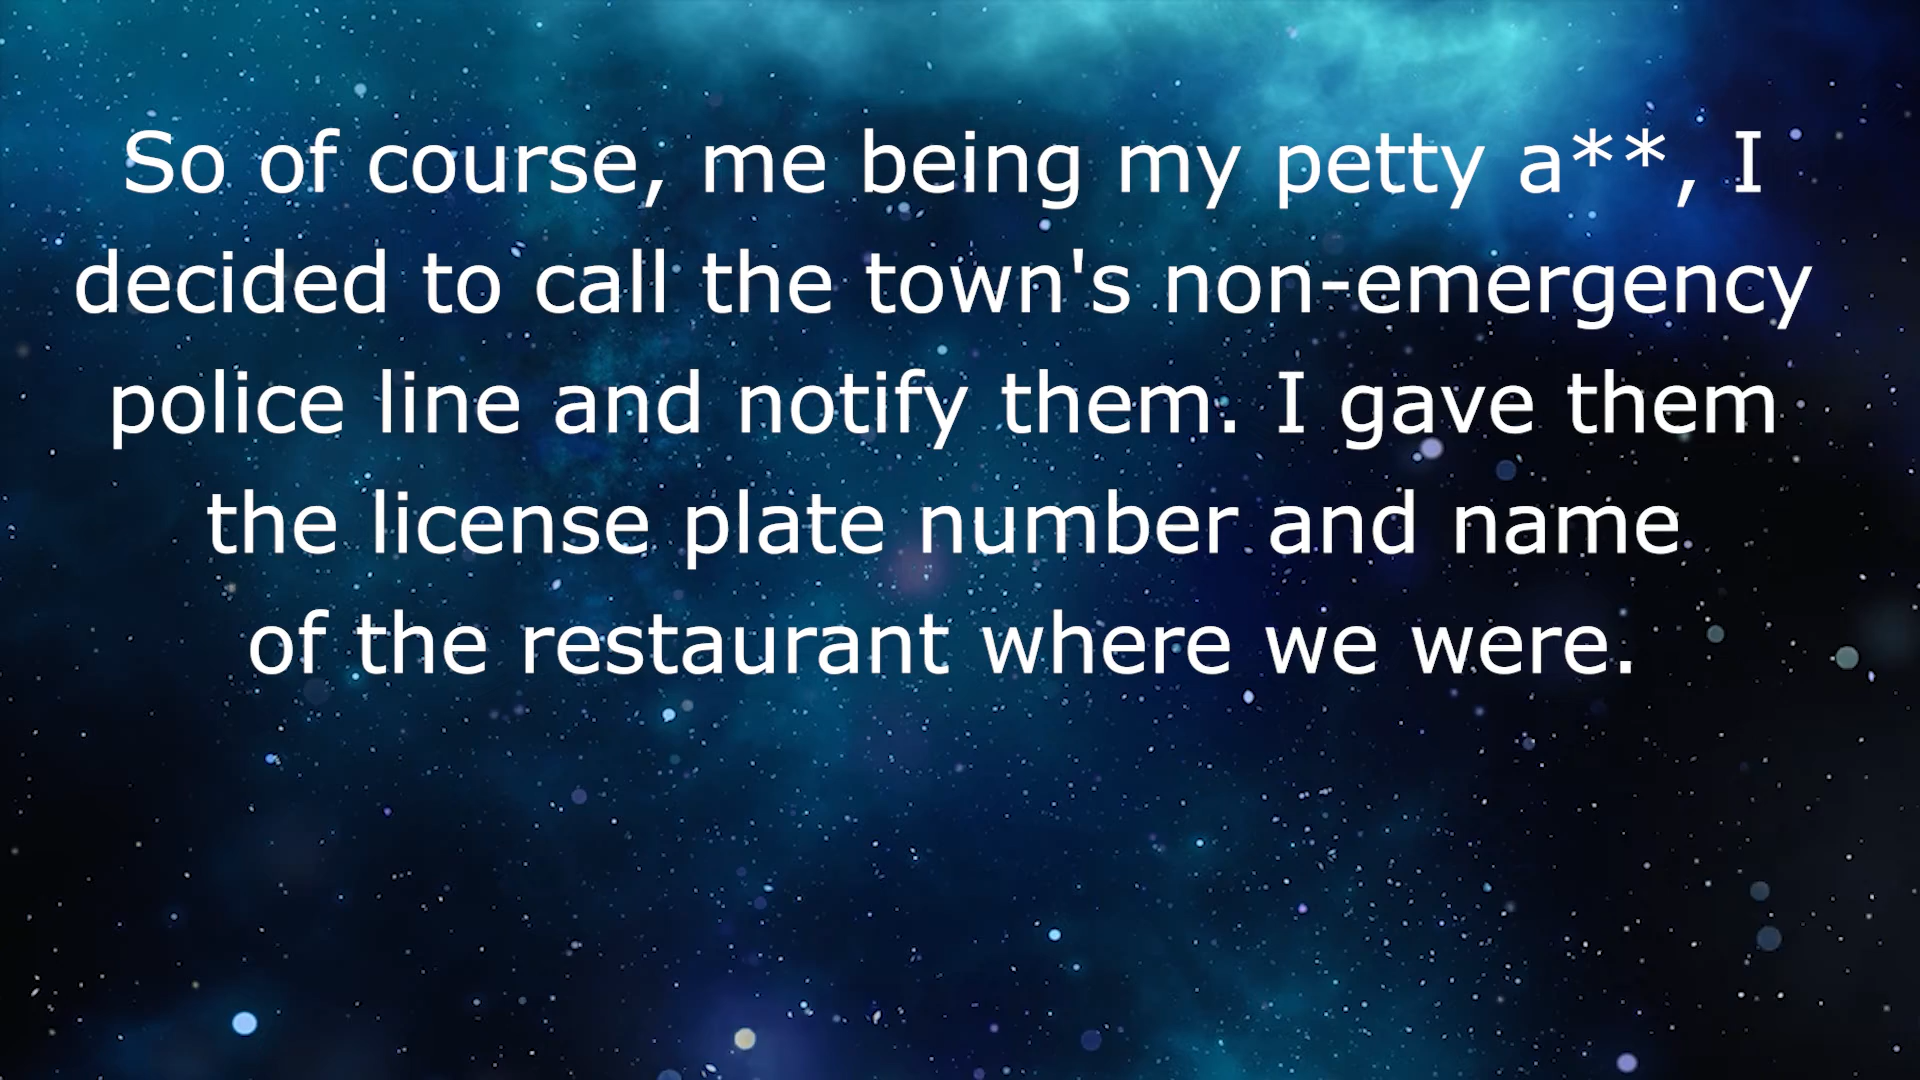 So of course, me being my petty a**, I
decided to call the town's non-emergency
police line and notify them. I gave them
the license plate number and name
of the restaurant where we were.